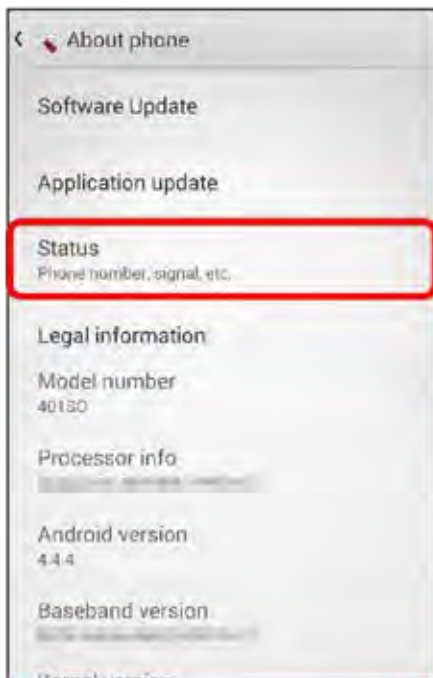 About phone
Software Update
Application update
Status
Phone number, signal, etc.
Legal information
Model number
401SO
Processor info
Android version
4.4.4
Baseband version